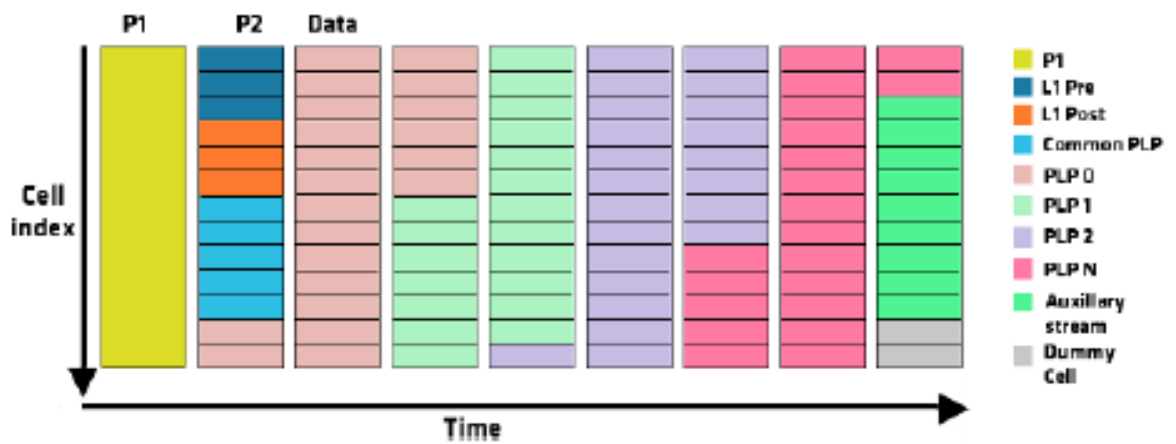 P1 P2 Data
Cell
index
Time
P1
L1 Pre
L1 Post
Common PLP
PLP 0
PLP 1
PLP 2
PLP N
Auxillary
stream
Dummy
Cell